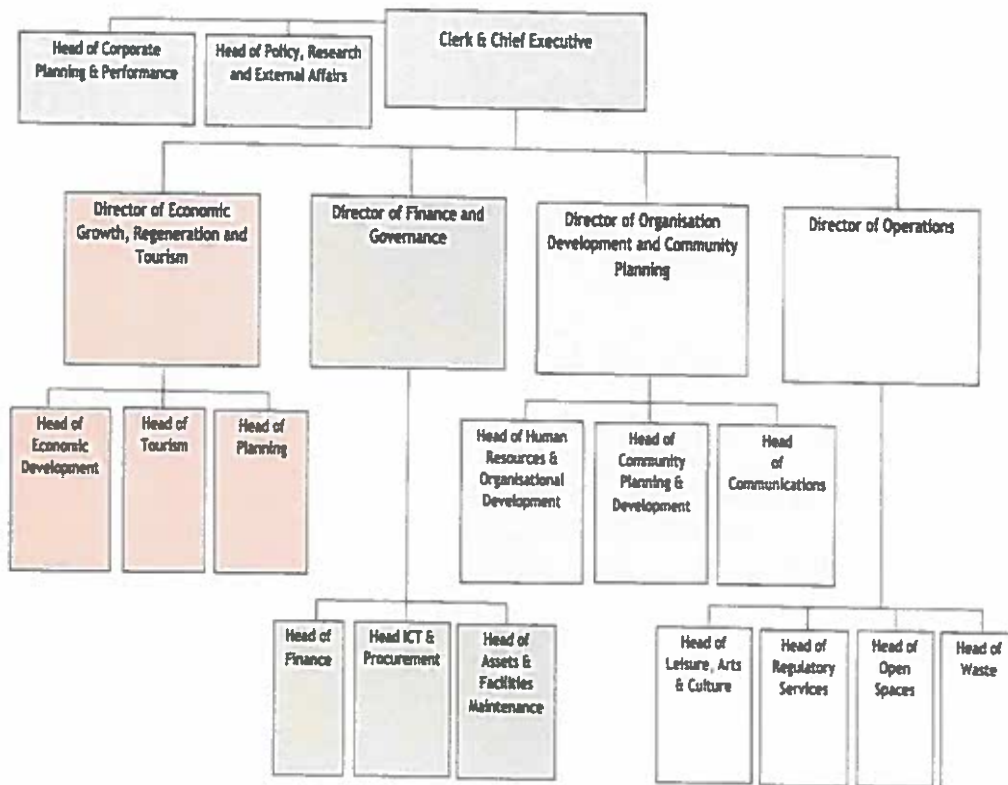 Clerk & Chief Executive
Head of Corporate
Planning & Performance
Head of Policy, Research
and External Affairs
Director of Economic
Growth, Regeneration and
Tourism
Director of Finance and
Governance
Director of Organisation
Development and Community
Planning
Director of Operations
Head of
Economic
Development
Head of
Tourism
Head of
Planning
Head of Human
Resources &
Organisational
Development
Head of
Community
Planning &
Development
Head
of
Communications
Head of
Finance
Head ICT &
Procurement
Head of
Assets &
Facilities
Maintenance
Head of
Leisure, Arts
& Culture
Head of
Regulatory
Services
Head of
Open
Spaces
Head of
Waste